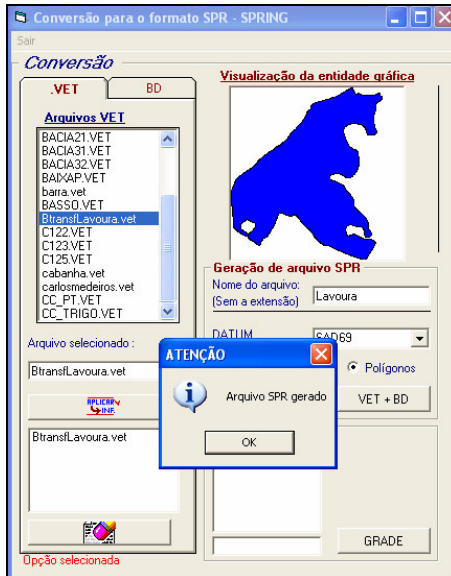 Conversão para o formato SPR - SPRING
Sair
Conversão
.VET
BD
Arquivos VET
BACIA21.VET
BACIA31.VET
BACIA32.VET
BAIXAP.VET
barra.vet
BASSO.VET
BtransfLavoura.vet
C122.VET
C123.VET
C125.VET
cabanha.vet
carlosmedeiros.vet
CC_PT.VET
CC_TRIGO.VET
Arquivo selecionado :
BtransfLavoura.vet
APLICAR
INF.
BtransfLavoura.vet
Opção selecionada
Visualização da entidade gráfica
Geração de arquivo SPR
Nome do arquivo:
(Sem a extensão)
Lavoura
DATUM
SAD69
Polígonos
VET + BD
GRADE
ATENÇÃO
Arquivo SPR gerado
OK